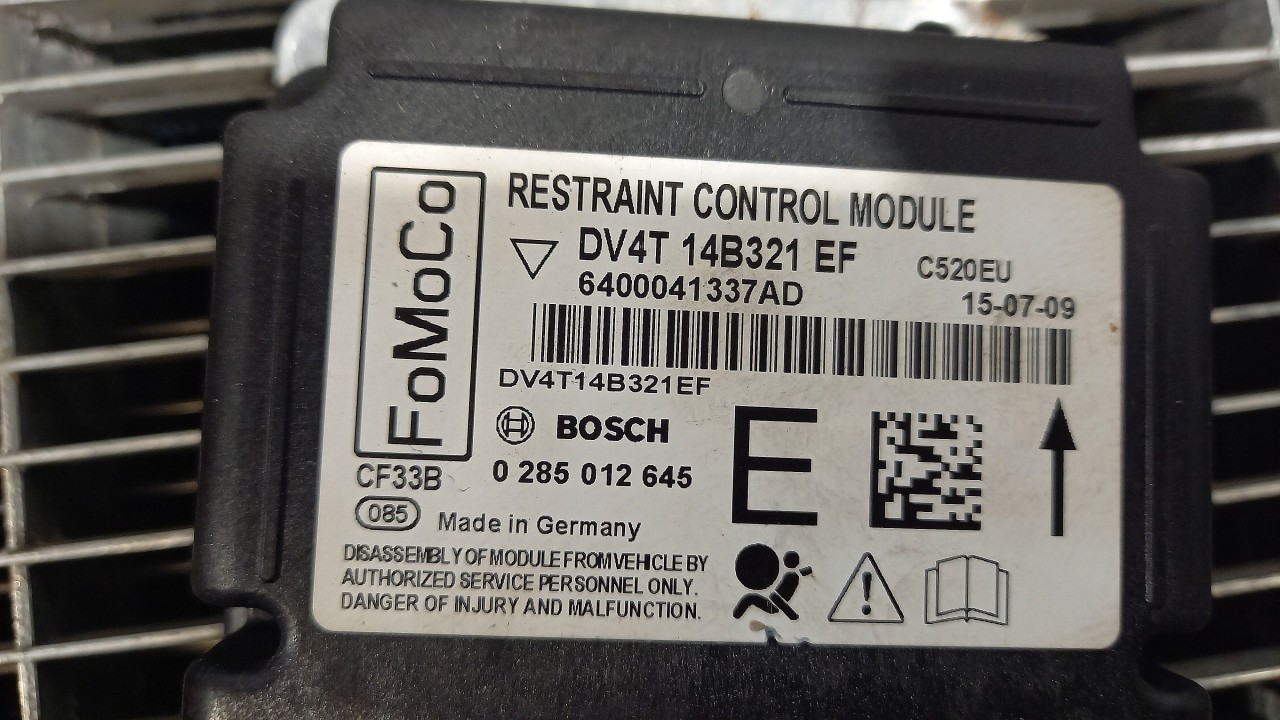 FoMoCo
RESTRAINT CONTROL MODULE
DV4T 14B321 EF
C520EU
6400041337AD
15-07-09
DV4T14B321EF
BOSCH
E
CF33B
0 285 012 645
085
Made in Germany
DISASSEMBLY OF MODULE FROM VEHICLE BY
AUTHORIZED SERVICE PERSONNEL ONLY.
DANGER OF INJURY AND MALFUNCTION.